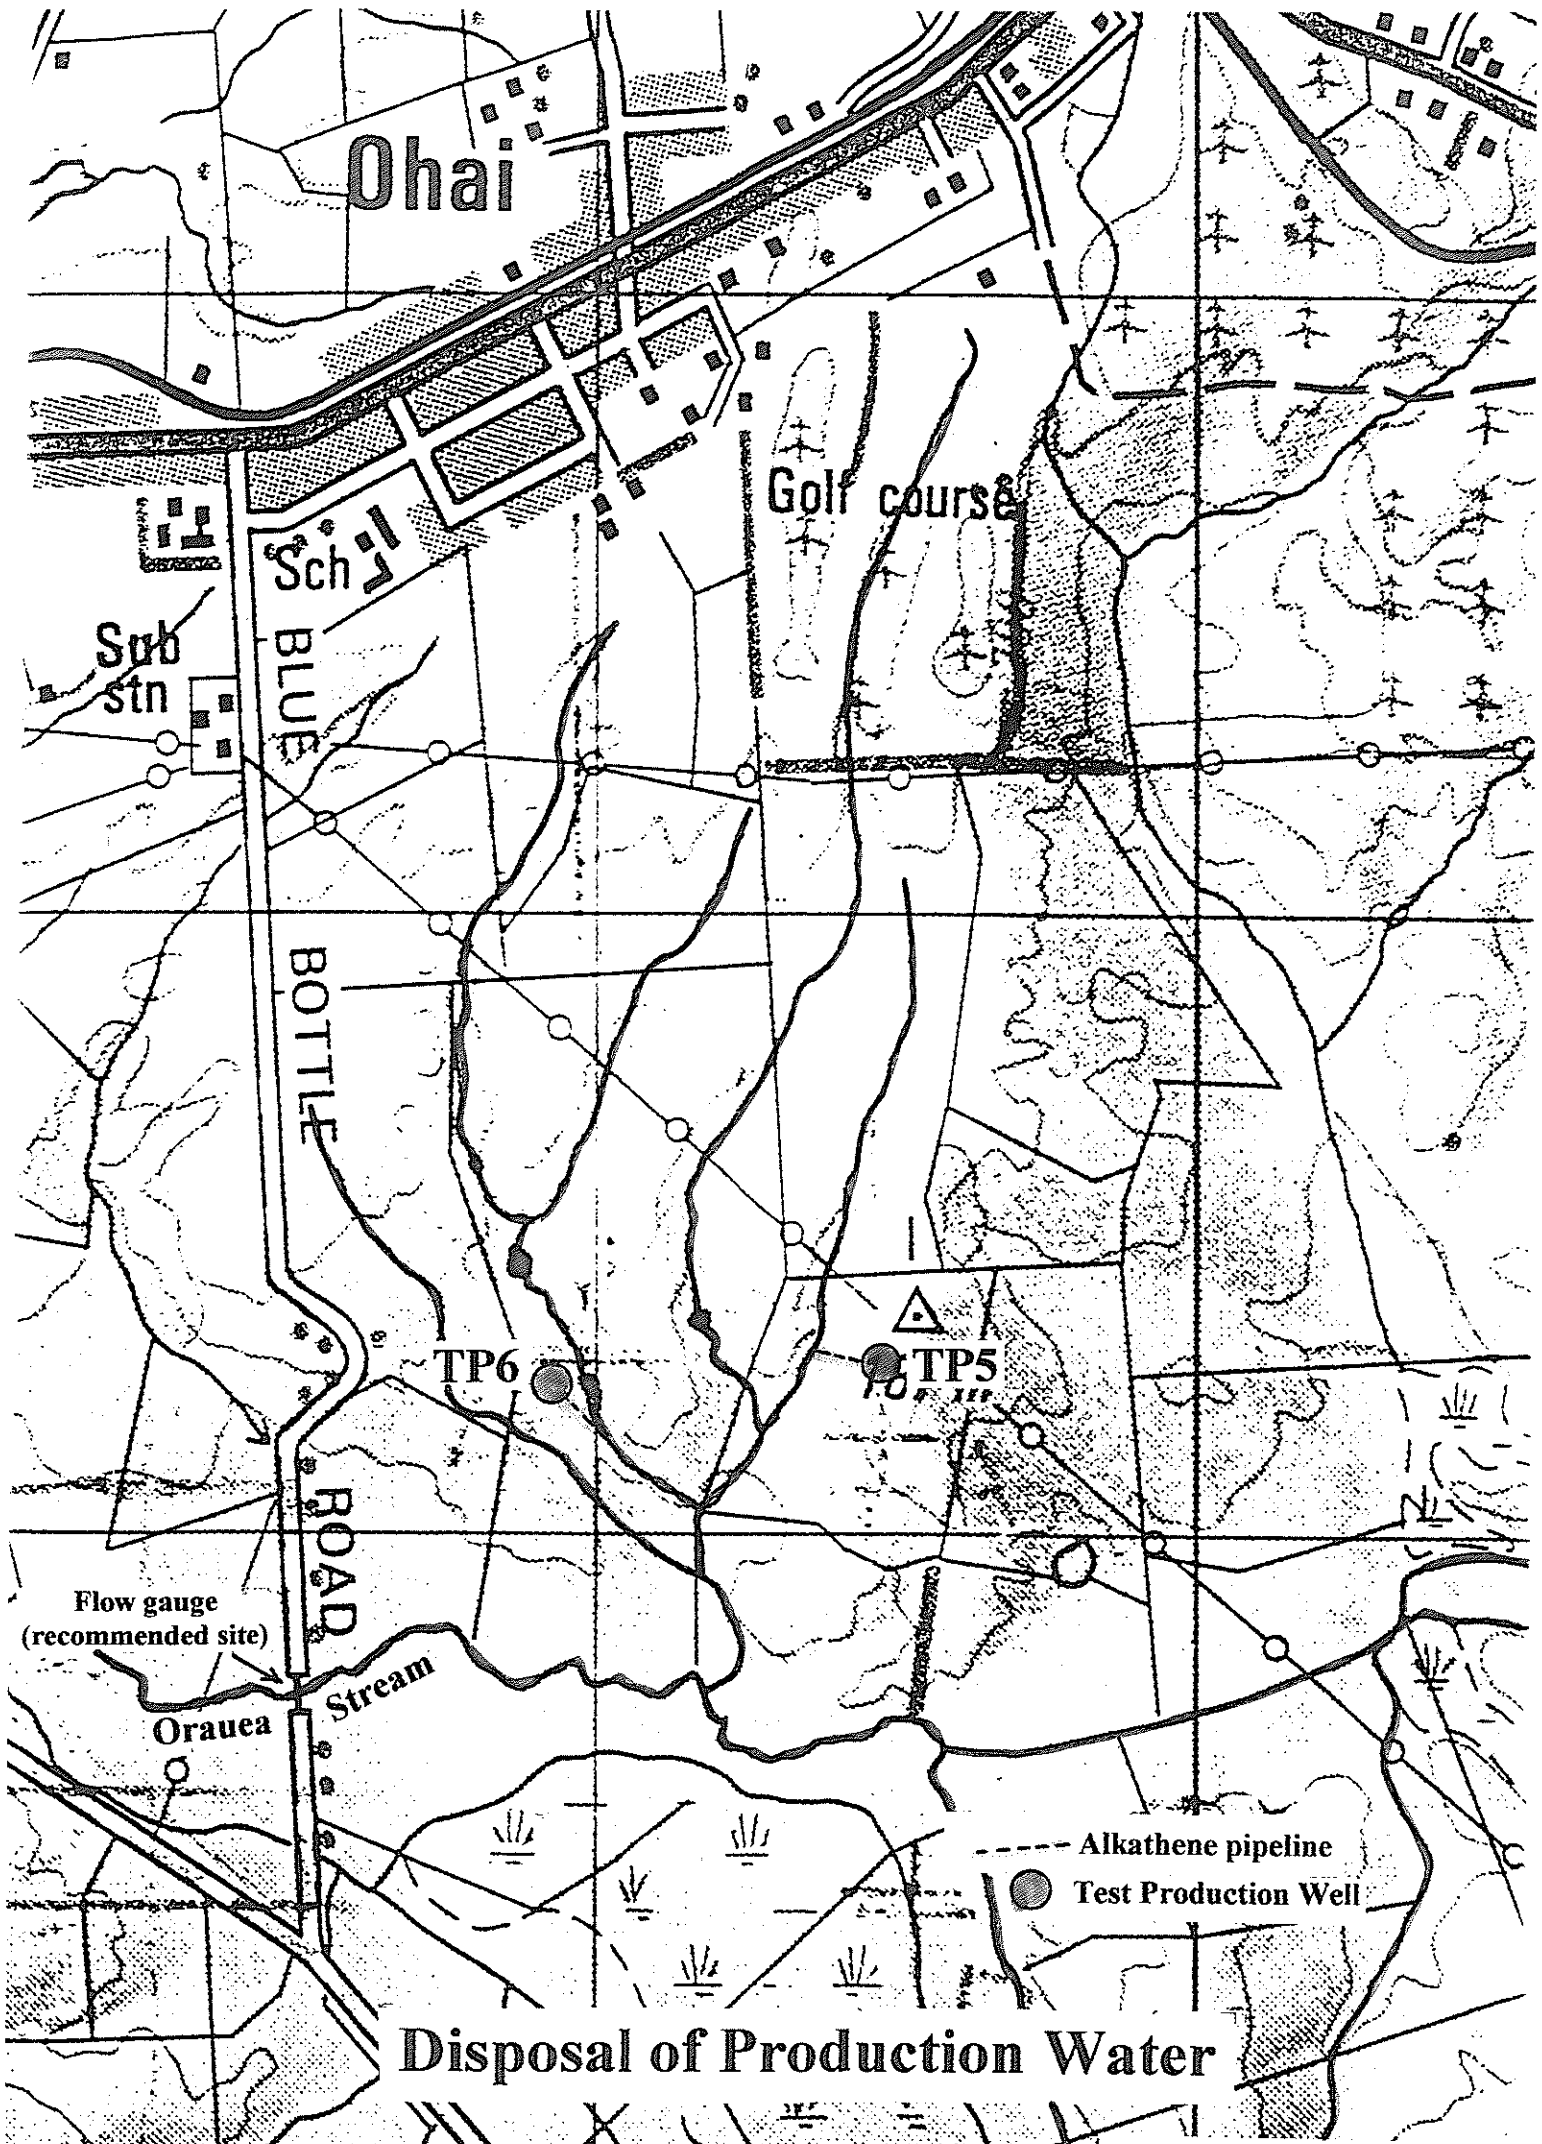 Ohai
Golf course
Sch
Sub
stn
BLUE
BOTTLE
TP6
TP5
ROAD
Flow gauge
(recommended site)
Stream
Orauea
Alkathene pipeline
Test Production Well
Disposal of Production Water